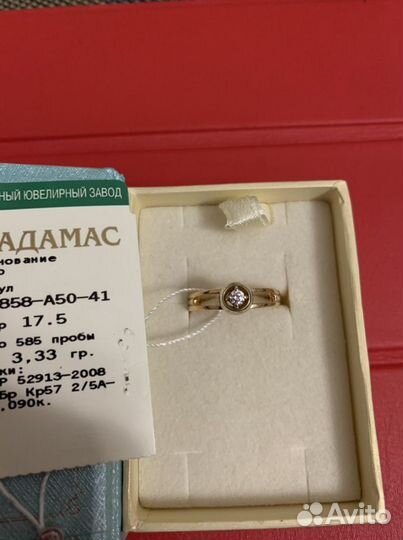 НЫЙ ЮВЕЛИРНЫЙ ЗАВОД
АДАМАС
нование
о
ул
858-А50-41
р 17.5
о 585 пробы
3,33 гр.
ки:
Р 52913-2008
бр Кр57 2/5А-
,090к.
Avito